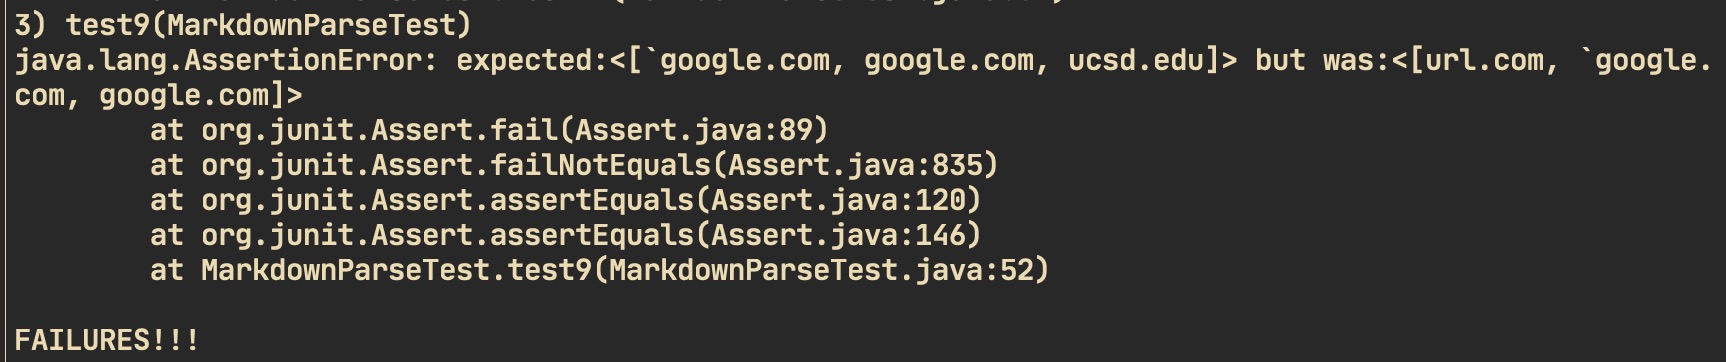 3) test9(MarkdownParseTest)
java.lang.AssertionError: expected:<[`google.com, google.com, ucsd.edu]> but was:<[url.com, `google.
com, google.com]>
        at org.junit.Assert.fail(Assert.java:89)
        at org.junit.Assert.failNotEquals(Assert.java:835)
        at org.junit.Assert.assertEquals(Assert.java:120)
        at org.junit.Assert.assertEquals(Assert.java:146)
        at MarkdownParseTest.test9(MarkdownParseTest.java:52)
FAILURES!!!